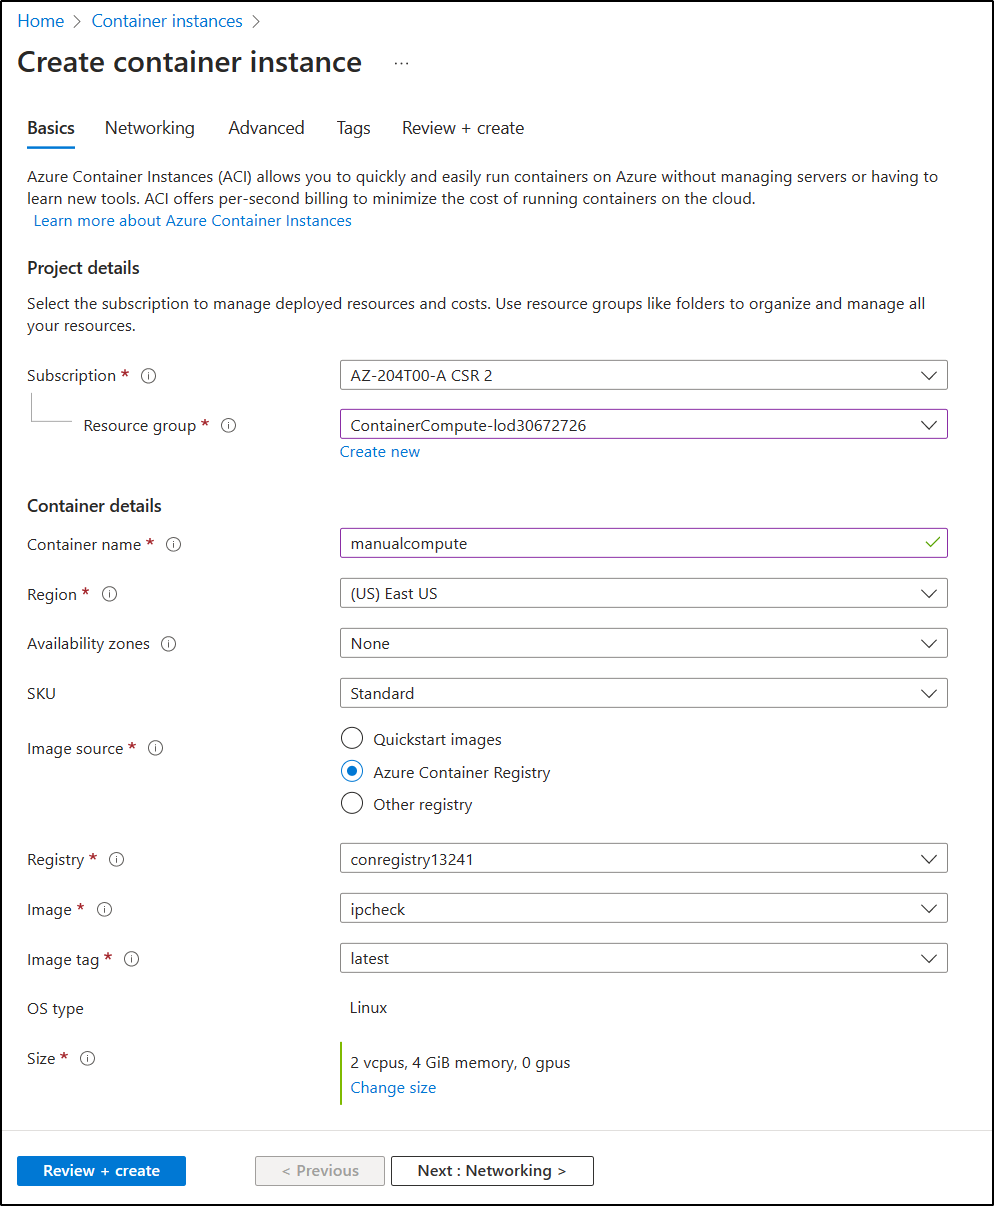 Home > Container instances >
Create container instance ...
Basics Networking Advanced Tags Review + create
Azure Container Instances (ACI) allows you to quickly and easily run containers on Azure without managing servers or having to
learn new tools. ACI offers per-second billing to minimize the cost of running containers on the cloud.
Learn more about Azure Container Instances
Project details
Select the subscription to manage deployed resources and costs. Use resource groups like folders to organize and manage all
your resources.
Subscription * AZ-204T00-A CSR 2
Resource group * ContainerCompute-lod30672726
Create new
Container details
Container name * manualcompute
Region * (US) East US
Availability zones None
SKU Standard
Image source * Quickstart images
Azure Container Registry
Other registry
Registry * conregistry13241
Image * ipcheck
Image tag * latest
OS type Linux
Size * 2 vcpus, 4 GiB memory, 0 gpus
Change size
Review + create < Previous Next : Networking >